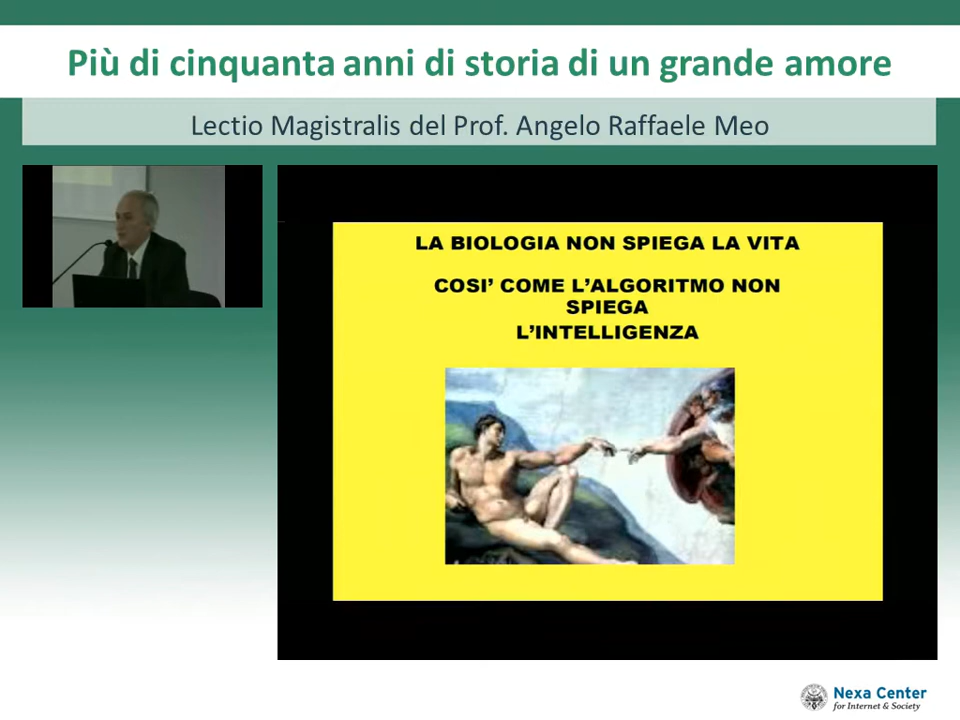 Più di cinquanta anni di storia di un grande amore
Lectio Magistralis del Prof. Angelo Raffaele Meo
LA BIOLOGIA NON SPIEGA LA VITA
COSI’ COME L’ALGORITMO NON
SPIEGA
L’INTELLIGENZA
Nexa Center
for Internet & Society